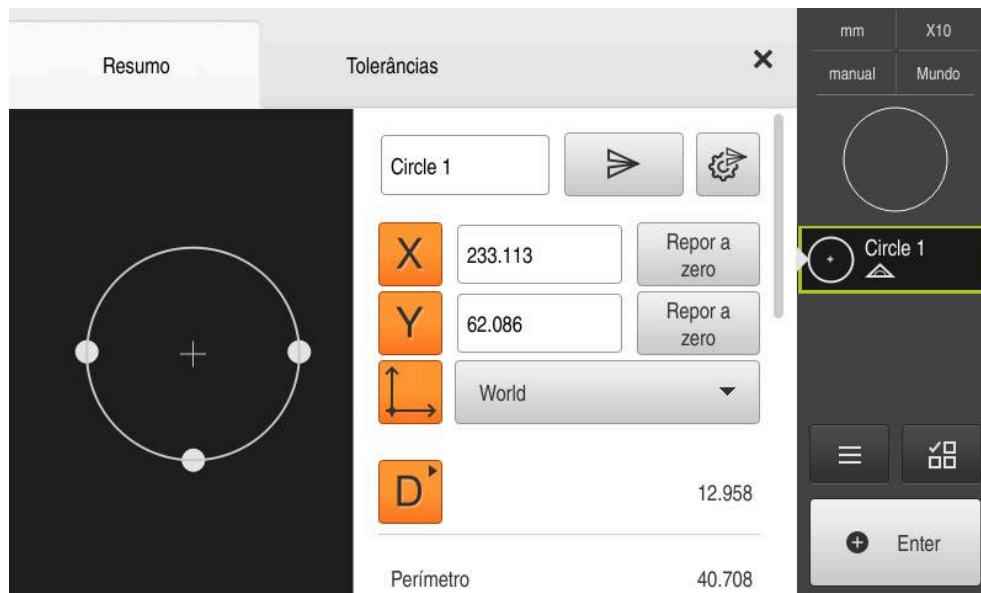 Resumo
Tolerâncias
mm
X10
manual
Mundo
Circle 1
X
233.113
Repor a
zero
Y
62.086
Repor a
zero
World
D
12.958
Perímetro
40.708
Circle 1
Enter